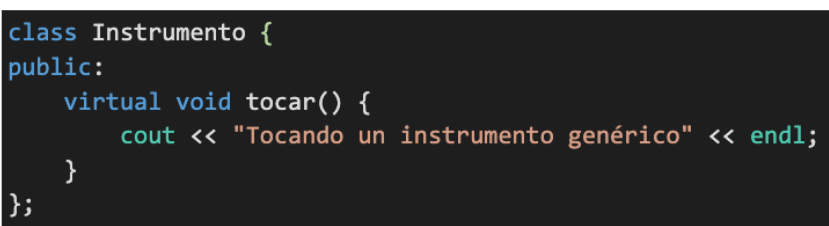 class Instrumento {
public:
    virtual void tocar() {
        cout << "Tocando un instrumento genérico" << endl;
    }
};